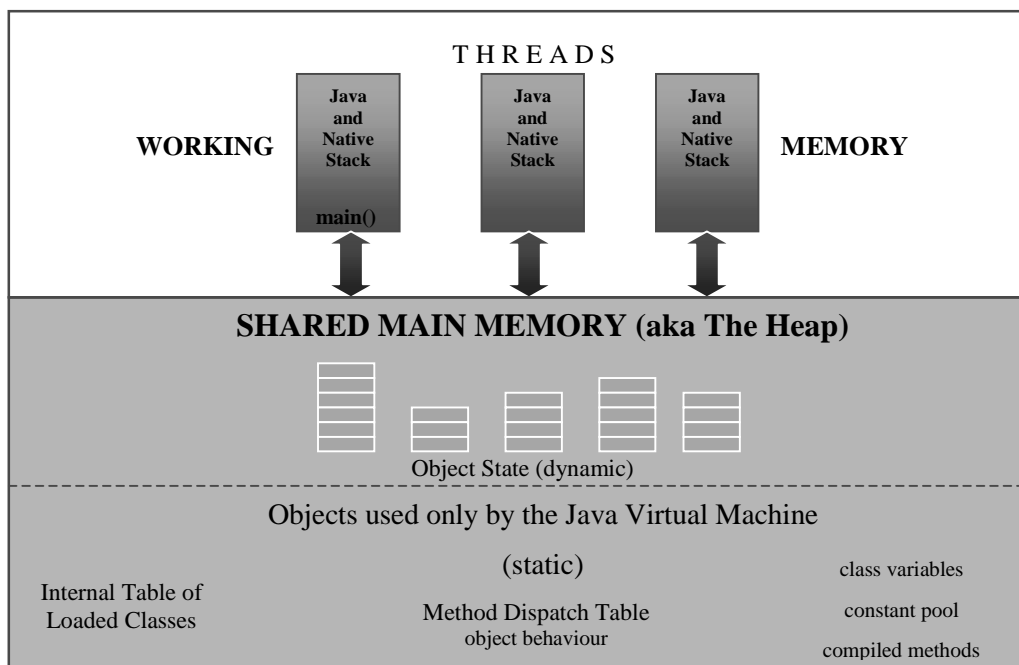 T H R E A D S
WORKING
Java
and
Native
Stack
main()
Java
and
Native
Stack
Java
and
Native
Stack
MEMORY
SHARED MAIN MEMORY (aka The Heap)
Object State (dynamic)
Objects used only by the Java Virtual Machine
(static)
Internal Table of
Loaded Classes
Method Dispatch Table
object behaviour
class variables
constant pool
compiled methods